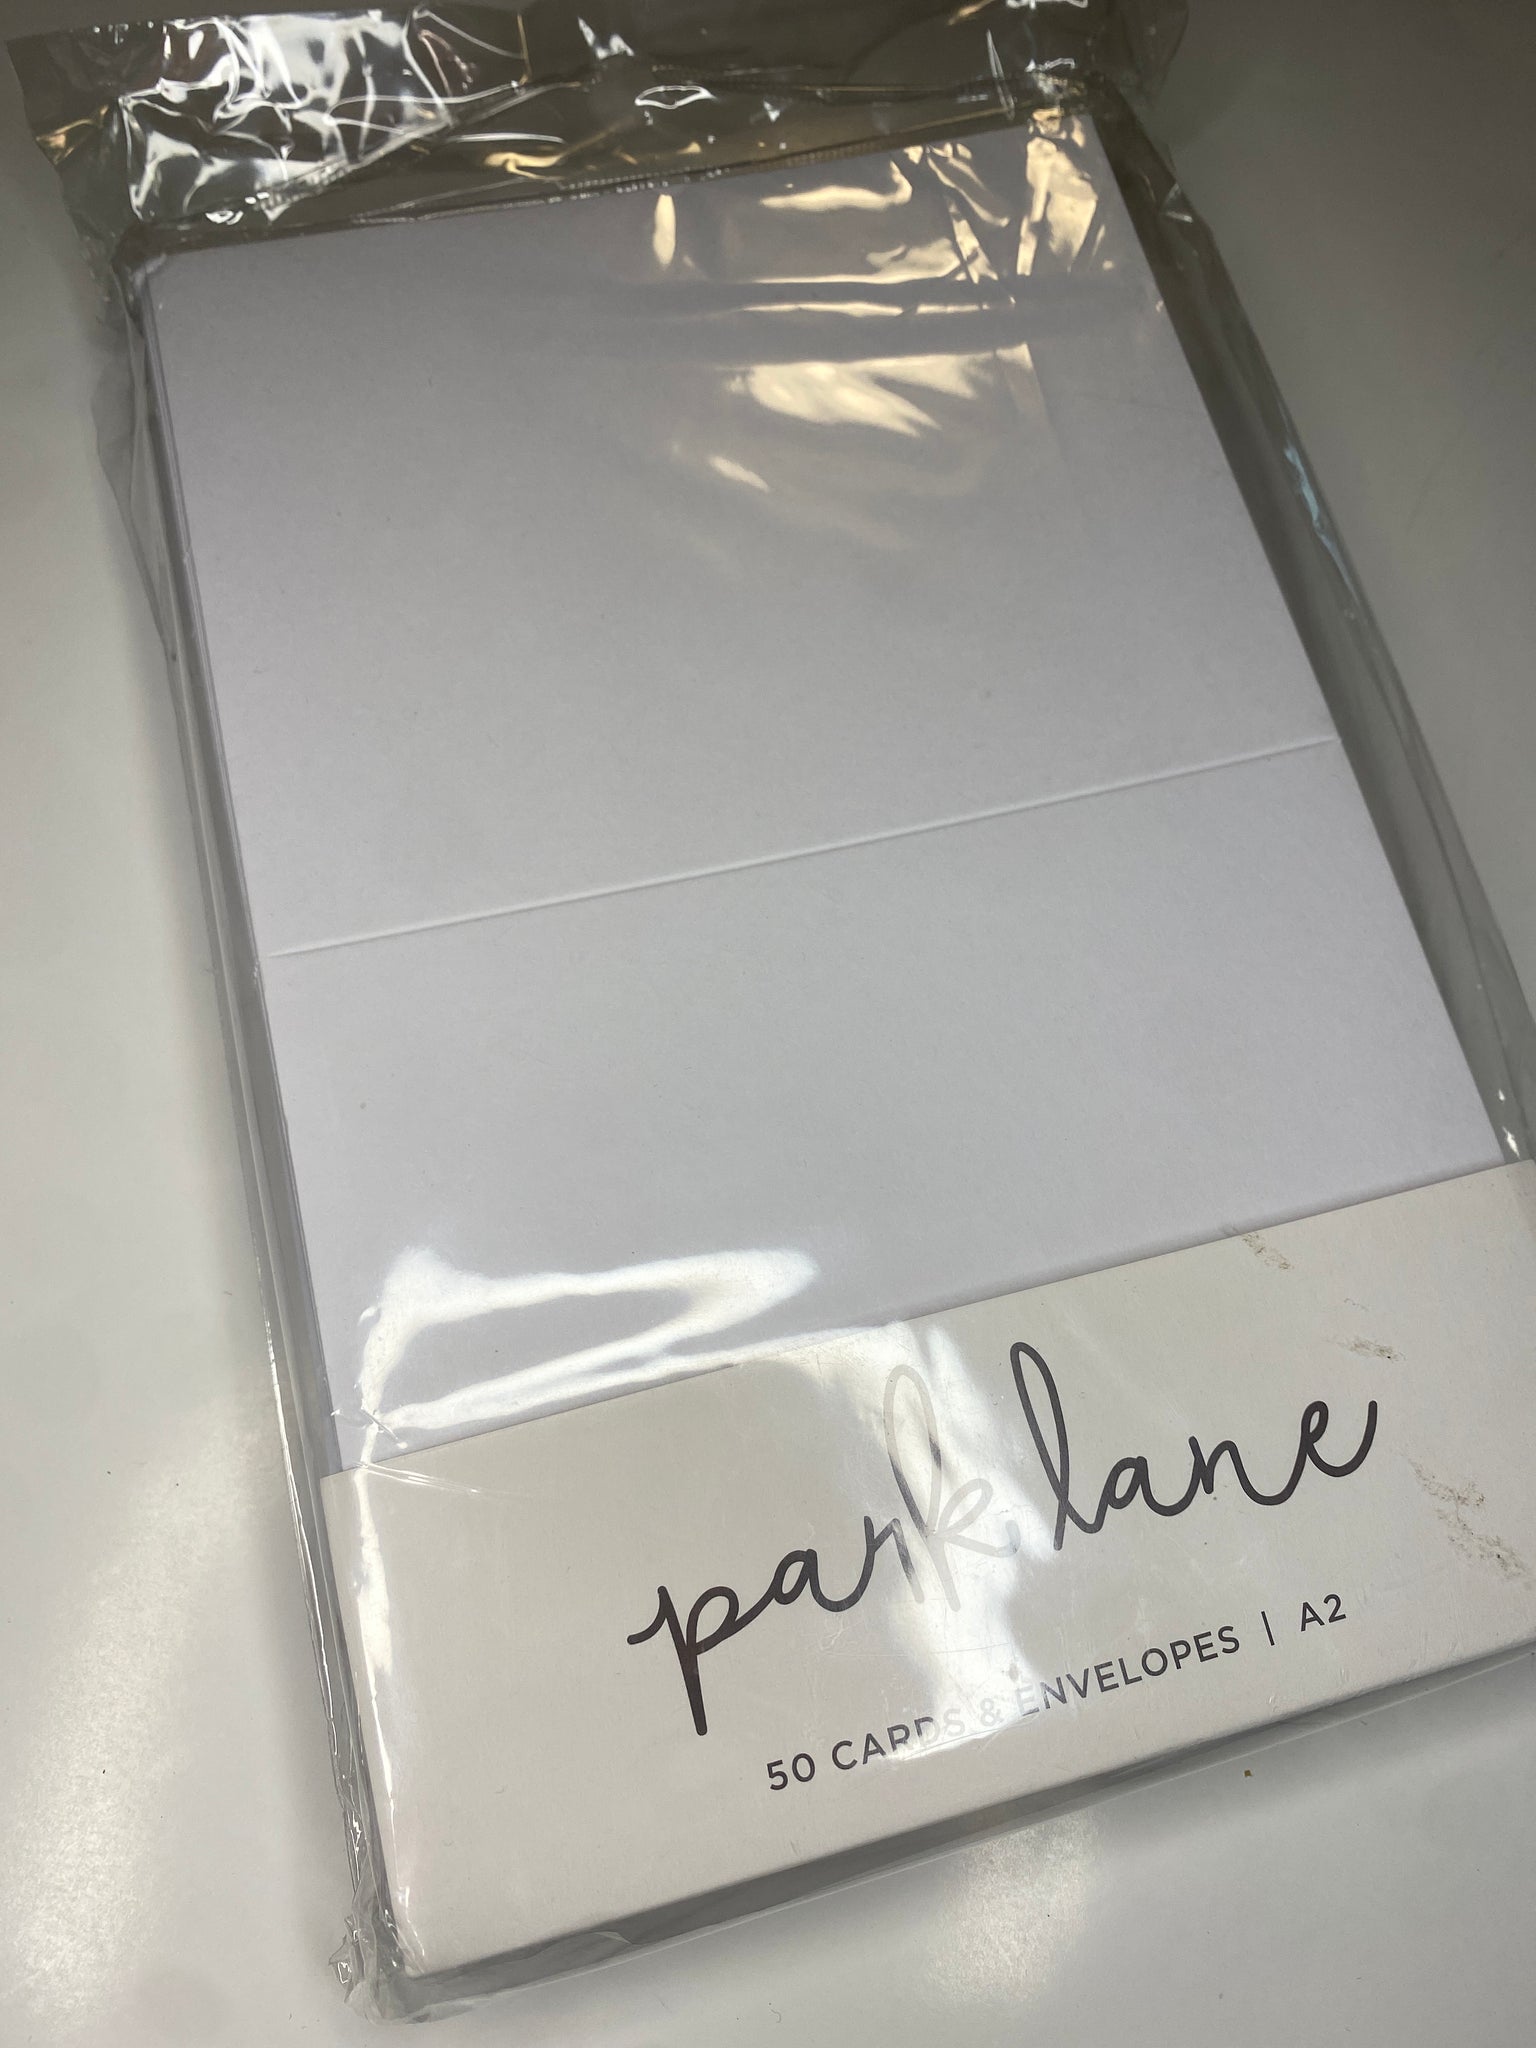 park lane
50 CARDS & ENVELOPES | A2